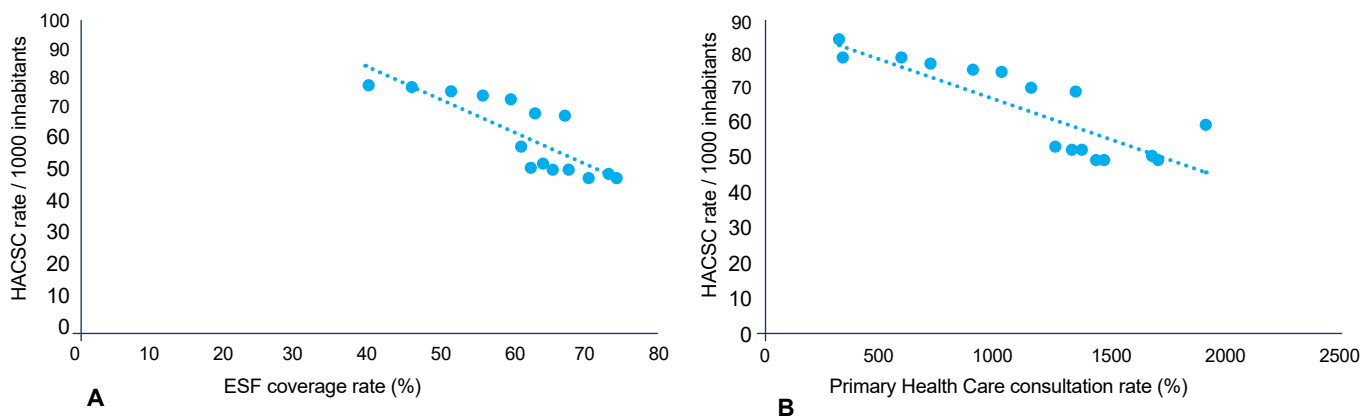 HACSC rate / 1000 inhabitants
100
90
80
70
60
50
40
30
20
10
0
0 10 20 30 40 50 60 70 80
ESF coverage rate (%)
A
HACSC rate / 1000 inhabitants
90
80
70
60
50
40
30
20
10
0
0 500 1000 1500 2000 2500
Primary Health Care consultation rate (%)
B